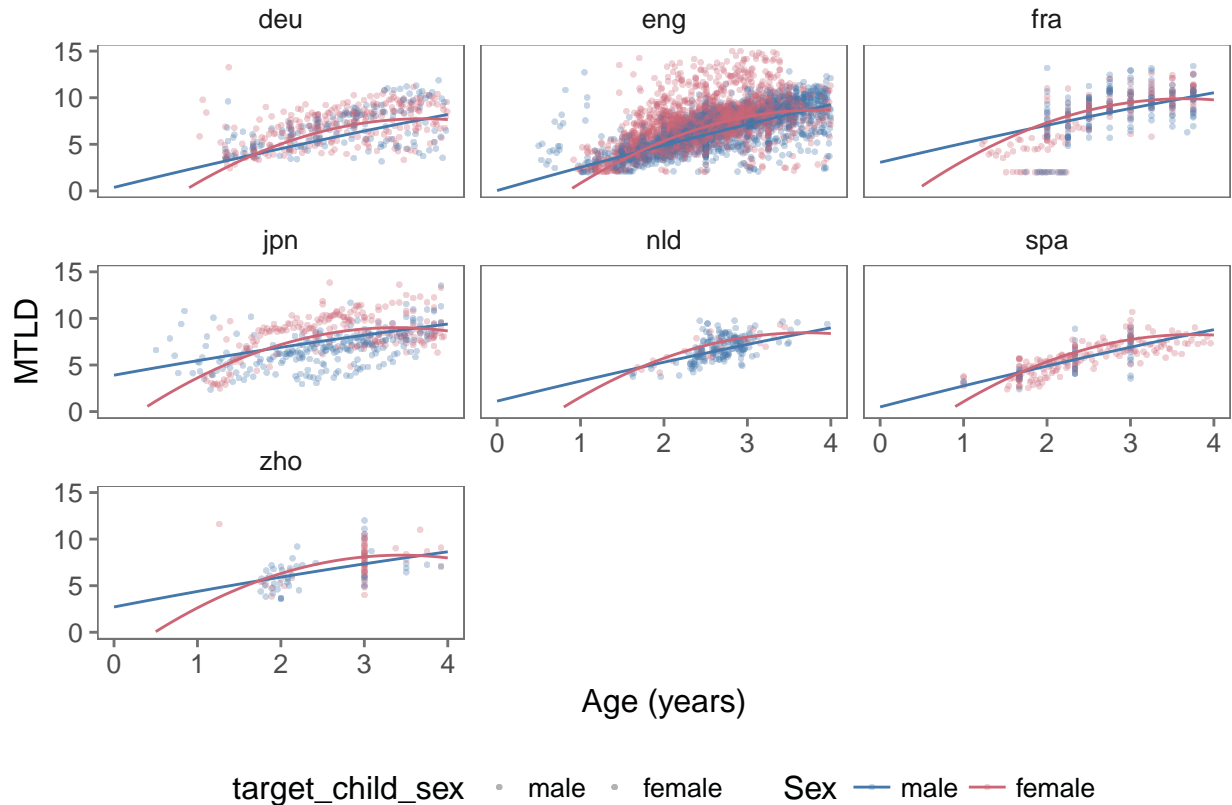 deu eng fra
15
10
5
0
jpn nld spa
15
10
5
0
0 1 2 3 4 0 1 2 3 4
zho
15
10
5
0
0 1 2 3 4
MTLD
Age (years)
target_child_sex male female Sex male female